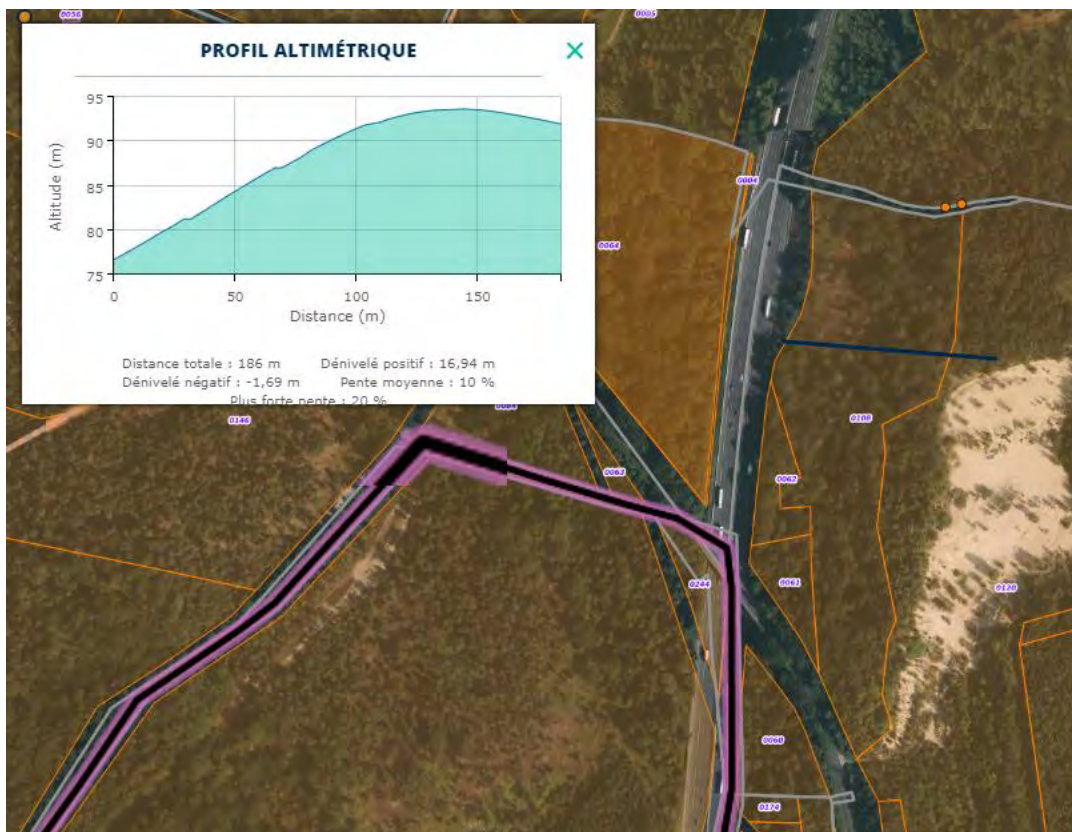 0056
0005
PROFIL ALTIMÉTRIQUE
95
90
85
80
75
Altitude (m)
0
50
100
150
Distance (m)
Distance totale : 186 m
Dénivelé positif : 16,94 m
Dénivelé négatif : -1,69 m
Pente moyenne : 10 %
Plus forte pente : 20 %
0004
0064
0146
0108
0063
0062
0244
0061
0120
0060
0174